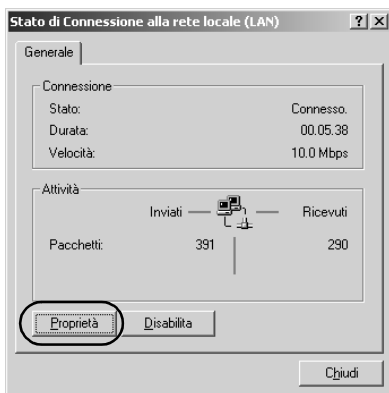 Stato di Connessione alla rete locale (LAN)
Generale
Connessione
Stato: Connesso.
Durata: 00.05.38
Velocità: 10.0 Mbps
Attività
Inviati Ricevuti
Pacchetti: 391 290
Proprietà Disabilita
Chiudi